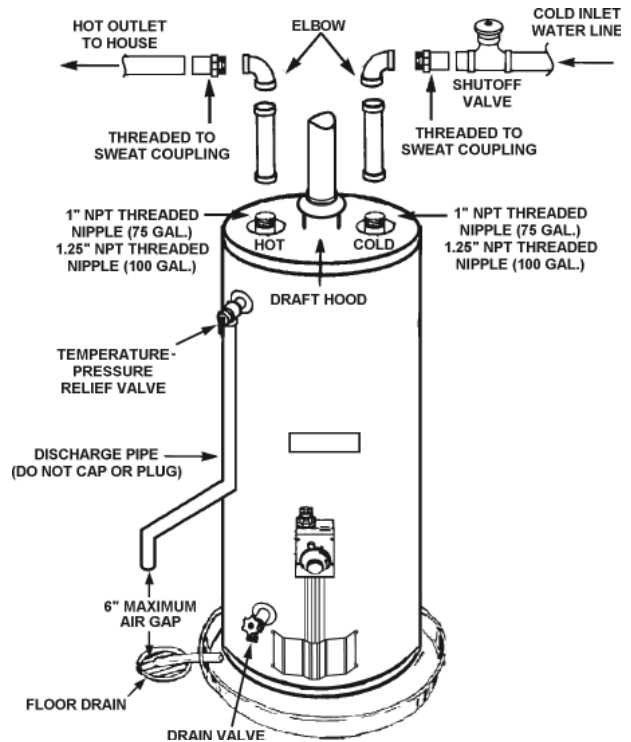 HOT OUTLET
TO HOUSE
ELBOW
COLD INLET
WATER LINE
SHUTOFF
VALVE
THREADED TO
SWEAT COUPLING
THREADED TO
SWEAT COUPLING
1" NPT THREADED
NIPPLE (75 GAL.)
1.25" NPT THREADED
NIPPLE (100 GAL.)
HOT
COLD
1" NPT THREADED
NIPPLE (75 GAL.)
1.25" NPT THREADED
NIPPLE (100 GAL.)
DRAFT HOOD
TEMPERATURE-
PRESSURE
RELIEF VALVE
DISCHARGE PIPE
(DO NOT CAP OR PLUG)
6" MAXIMUM
AIR GAP
FLOOR DRAIN
DRAIN VALVE